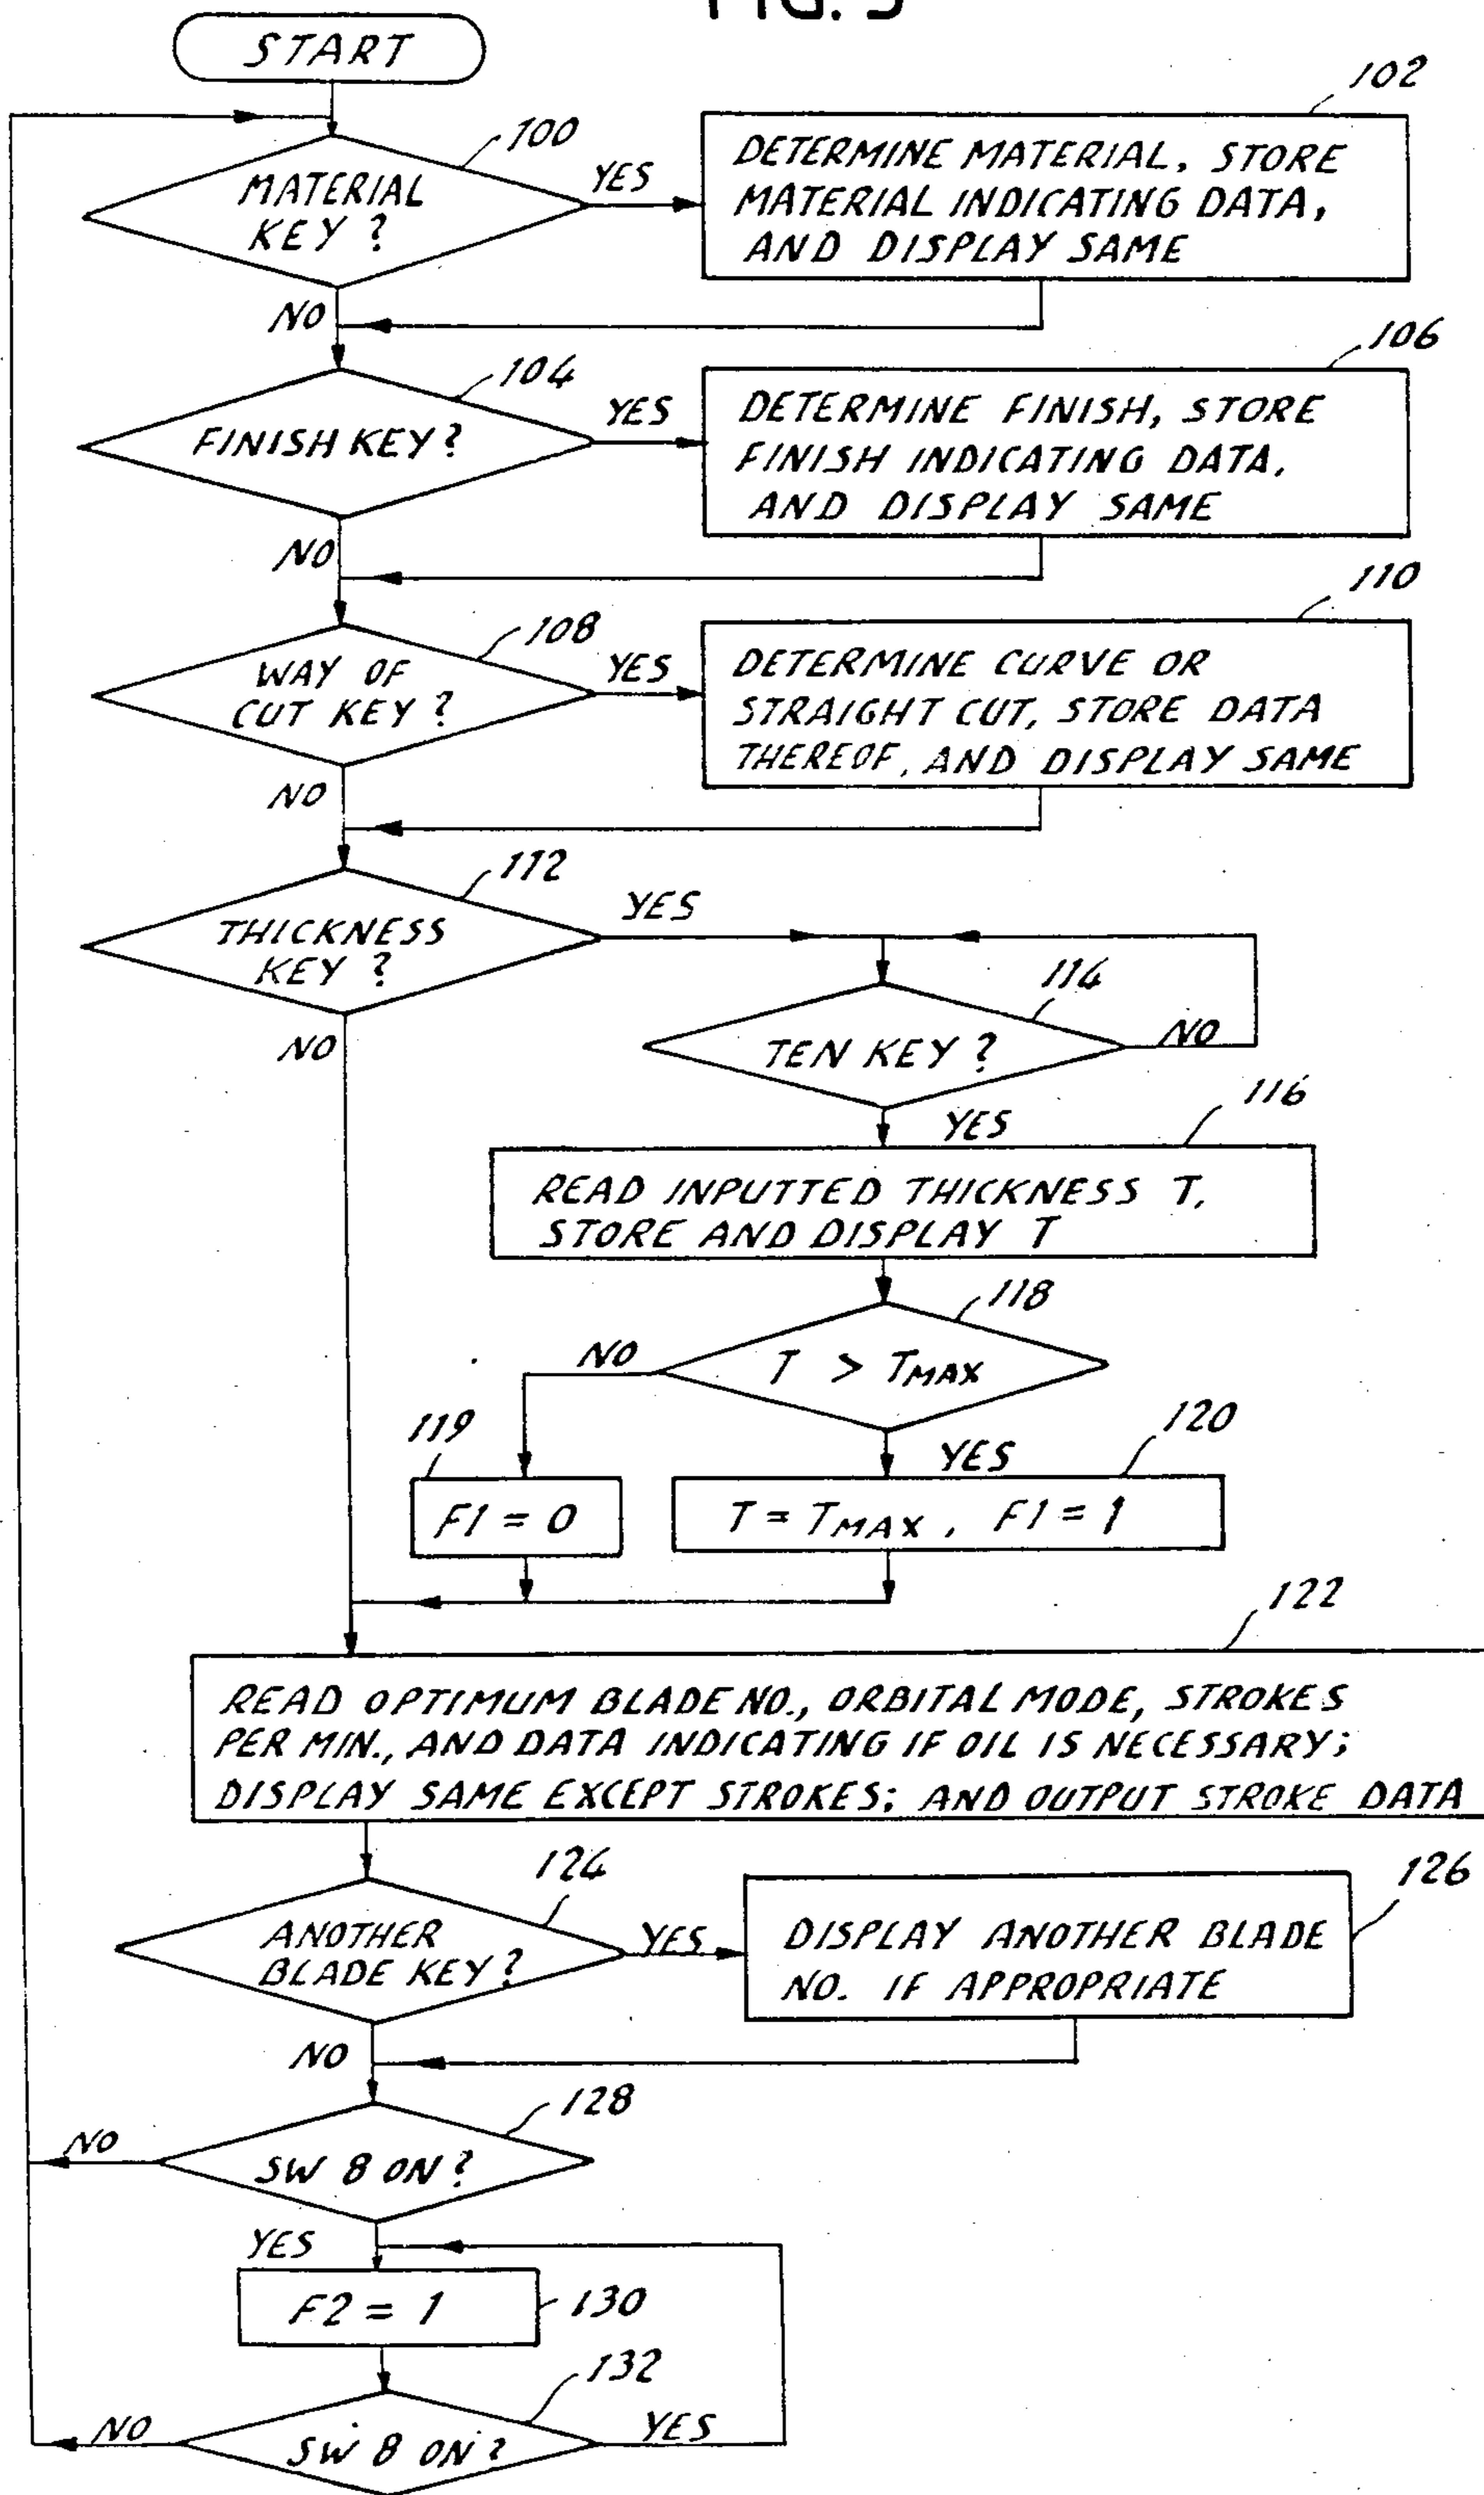 FIG. 5
START
100
MATERIAL
KEY ?
YES
102
DETERMINE MATERIAL, STORE
MATERIAL INDICATING DATA,
AND DISPLAY SAME
NO
104
FINISH KEY?
YES
106
DETERMINE FINISH, STORE
FINISH INDICATING DATA,
AND DISPLAY SAME
NO
108
WAY OF
CUT KEY ?
YES
110
DETERMINE CURVE OR
STRAIGHT CUT, STORE DATA
THEREOF, AND DISPLAY SAME
NO
112
THICKNESS
KEY ?
YES
NO
114
TEN KEY ?
NO
YES
116
READ INPUTTED THICKNESS T,
STORE AND DISPLAY T
118
T > TMAX
NO
YES
119
F1 = 0
120
T = TMAX, F1 = 1
122
READ OPTIMUM BLADE NO., ORBITAL MODE, STROKES
PER MIN., AND DATA INDICATING IF OIL IS NECESSARY;
DISPLAY SAME EXCEPT STROKES; AND OUTPUT STROKE DATA
124
ANOTHER
BLADE KEY?
YES
126
DISPLAY ANOTHER BLADE
NO. IF APPROPRIATE
NO
128
SW 8 ON?
NO
YES
F2 = 1
130
132
SW 8 ON?
NO
YES